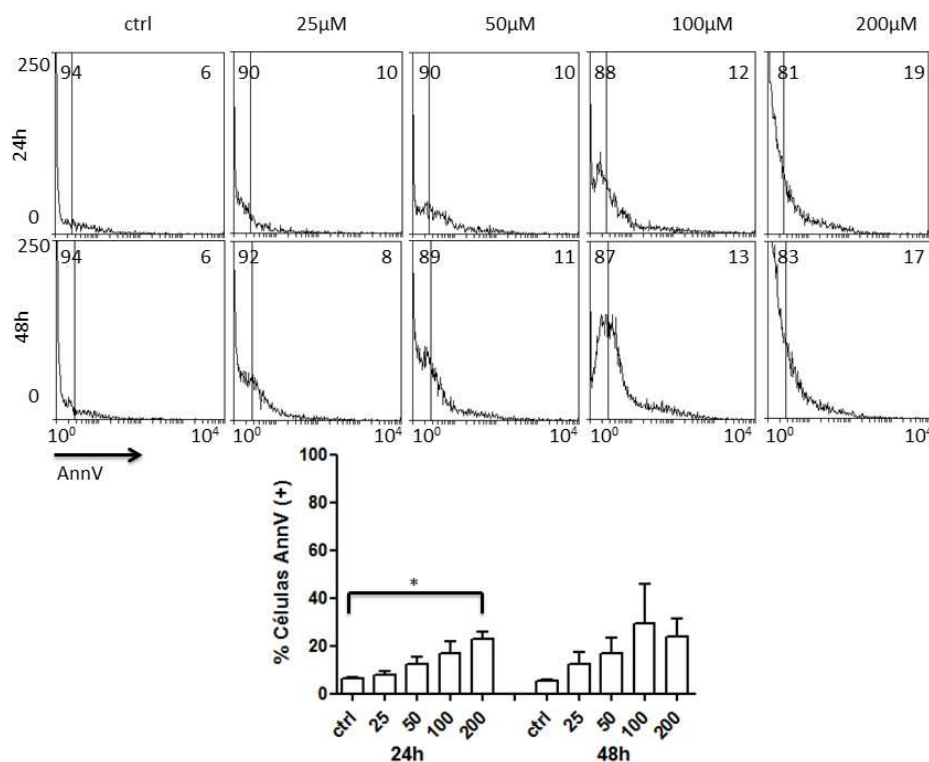 ctrl 25µM 50µM 100µM 200µM
250 94 6 90 10 90 10 88 12 81 19
24h
0
250 94 6 92 8 89 11 87 13 83 17
48h
0
10⁰ 10⁴ 10⁰ 10⁴ 10⁰ 10⁴ 10⁰ 10⁴ 10⁰ 10⁴
AnnV
100
80
60
40
20
0
% Células AnnV (+)
*
ctrl 25 50 100 200 ctrl 25 50 100 200
24h 48h